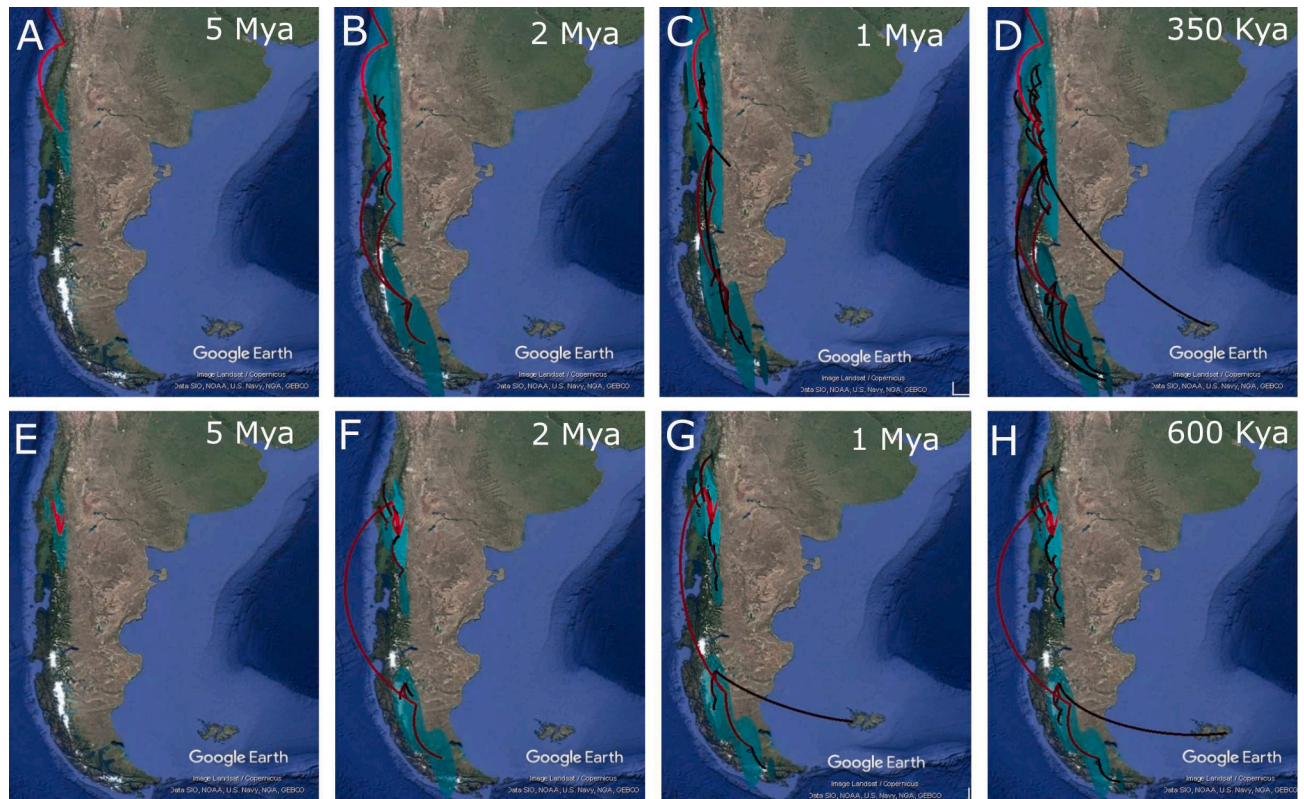 A
5 Mya
Google Earth
Image Landsat / Copernicus
Data SIO, NOAA, U.S. Navy, NGA, GEBCO
B
2 Mya
Google Earth
Image Landsat / Copernicus
Data SIO, NOAA, U.S. Navy, NGA, GEBCO
C
1 Mya
Google Earth
Image Landsat / Copernicus
Data SIO, NOAA, U.S. Navy, NGA, GEBCO
D
350 Kya
Google Earth
Image Landsat / Copernicus
Data SIO, NOAA, U.S. Navy, NGA, GEBCO
E
5 Mya
Google Earth
Image Landsat / Copernicus
Data SIO, NOAA, U.S. Navy, NGA, GEBCO
F
2 Mya
Google Earth
Image Landsat / Copernicus
Data SIO, NOAA, U.S. Navy, NGA, GEBCO
G
1 Mya
Google Earth
Image Landsat / Copernicus
Data SIO, NOAA, U.S. Navy, NGA, GEBCO
H
600 Kya
Google Earth
Image Landsat / Copernicus
Data SIO, NOAA, U.S. Navy, NGA, GEBCO